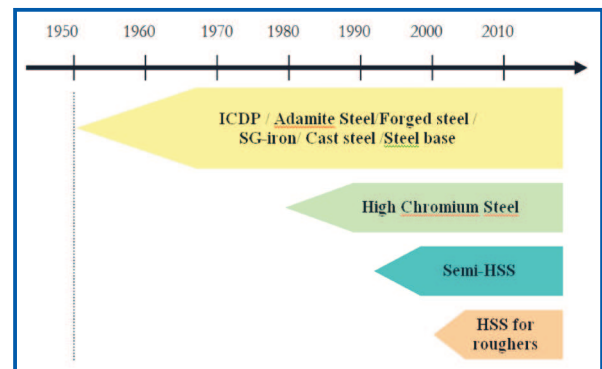 1950 1960 1970 1980 1990 2000 2010
ICDP / Adamite Steel/Forged steel /
SG-iron/ Cast steel /Steel base
High Chromium Steel
Semi-HSS
HSS for
roughers